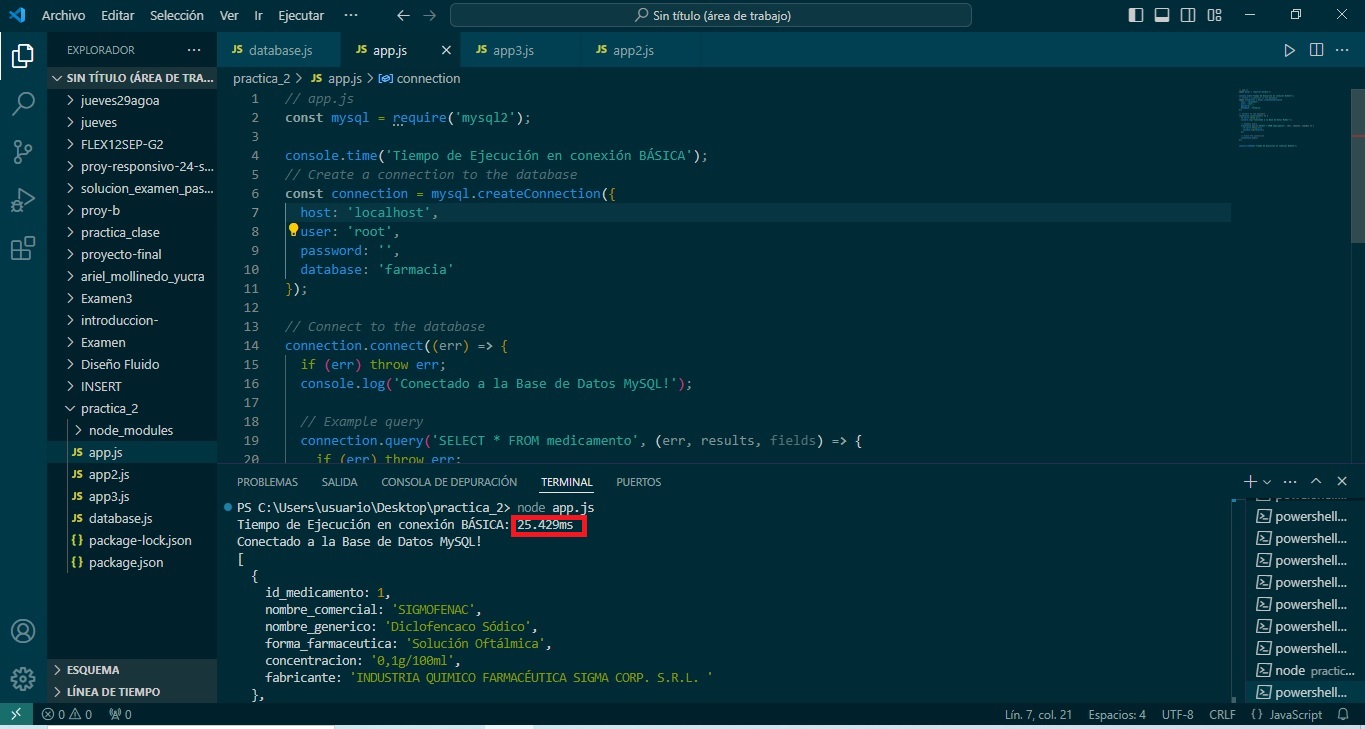 Archivo Editar Selección Ver Ir Ejecutar ··· Sin título (área de trabajo)
EXPLORADOR ···
JS database.js JS app.js JS app3.js JS app2.js
SIN TÍTULO (ÁREA DE TRA...
jueves29agoa
jueves
FLEX12SEP-G2
proy-responsivo-24-s...
solucion_examen_pas...
proy-b
practica_clase
proyecto-final
ariel_mollinedo_yucra
Examen3
introduccion-
Examen
Diseño Fluido
INSERT
practica_2
node_modules
JS app.js
JS app2.js
JS app3.js
JS database.js
{} package-lock.json
{} package.json
ESQUEMA
LÍNEA DE TIEMPO
practica_2 > JS app.js > connection
1 // app.js
2 const mysql = require('mysql2');
3
4 console.time('Tiempo de Ejecución en conexión BÁSICA');
5 // Create a connection to the database
6 const connection = mysql.createConnection({
7 host: 'localhost',
8 user: 'root',
9 password: '',
10 database: 'farmacia'
11 });
12
13 // Connect to the database
14 connection.connect((err) => {
15 if (err) throw err;
16 console.log('Conectado a la Base de Datos MySQL!');
17
18 // Example query
19 connection.query('SELECT * FROM medicamento', (err, results, fields) => {
20 if (err) throw err;
PROBLEMAS SALIDA CONSOLA DE DEPURACIÓN TERMINAL PUERTOS
PS C:\Users\usuario\Desktop\practica_2> node app.js
Tiempo de Ejecución en conexión BÁSICA: 25.429ms
Conectado a la Base de Datos MySQL!
[
{
id_medicamento: 1,
nombre_comercial: 'SIGMOFENAC',
nombre_generico: 'Diclofencaco Sódico',
forma_farmaceutica: 'Solución Oftálmica',
concentracion: '0,1g/100ml',
fabricante: 'INDUSTRIA QUIMICO FARMACÉUTICA SIGMA CORP. S.R.L. '
},
powershell...
powershell...
powershell...
powershell...
powershell...
powershell...
powershell...
node practic...
powershell...
0 0 0 Lín. 7, col. 21 Espacios: 4 UTF-8 CRLF {} JavaScript